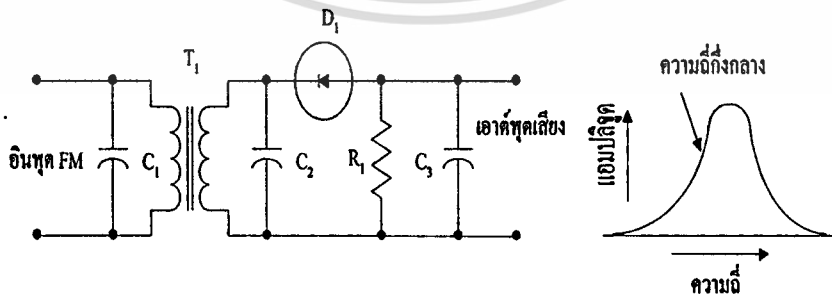 D₁
T₁
อินพุต FM
C₁
C₂
R₁
C₃
เอาต์พุตเสียง
ความถี่กึ่งกลาง
แอมปลิจูด
ความถี่